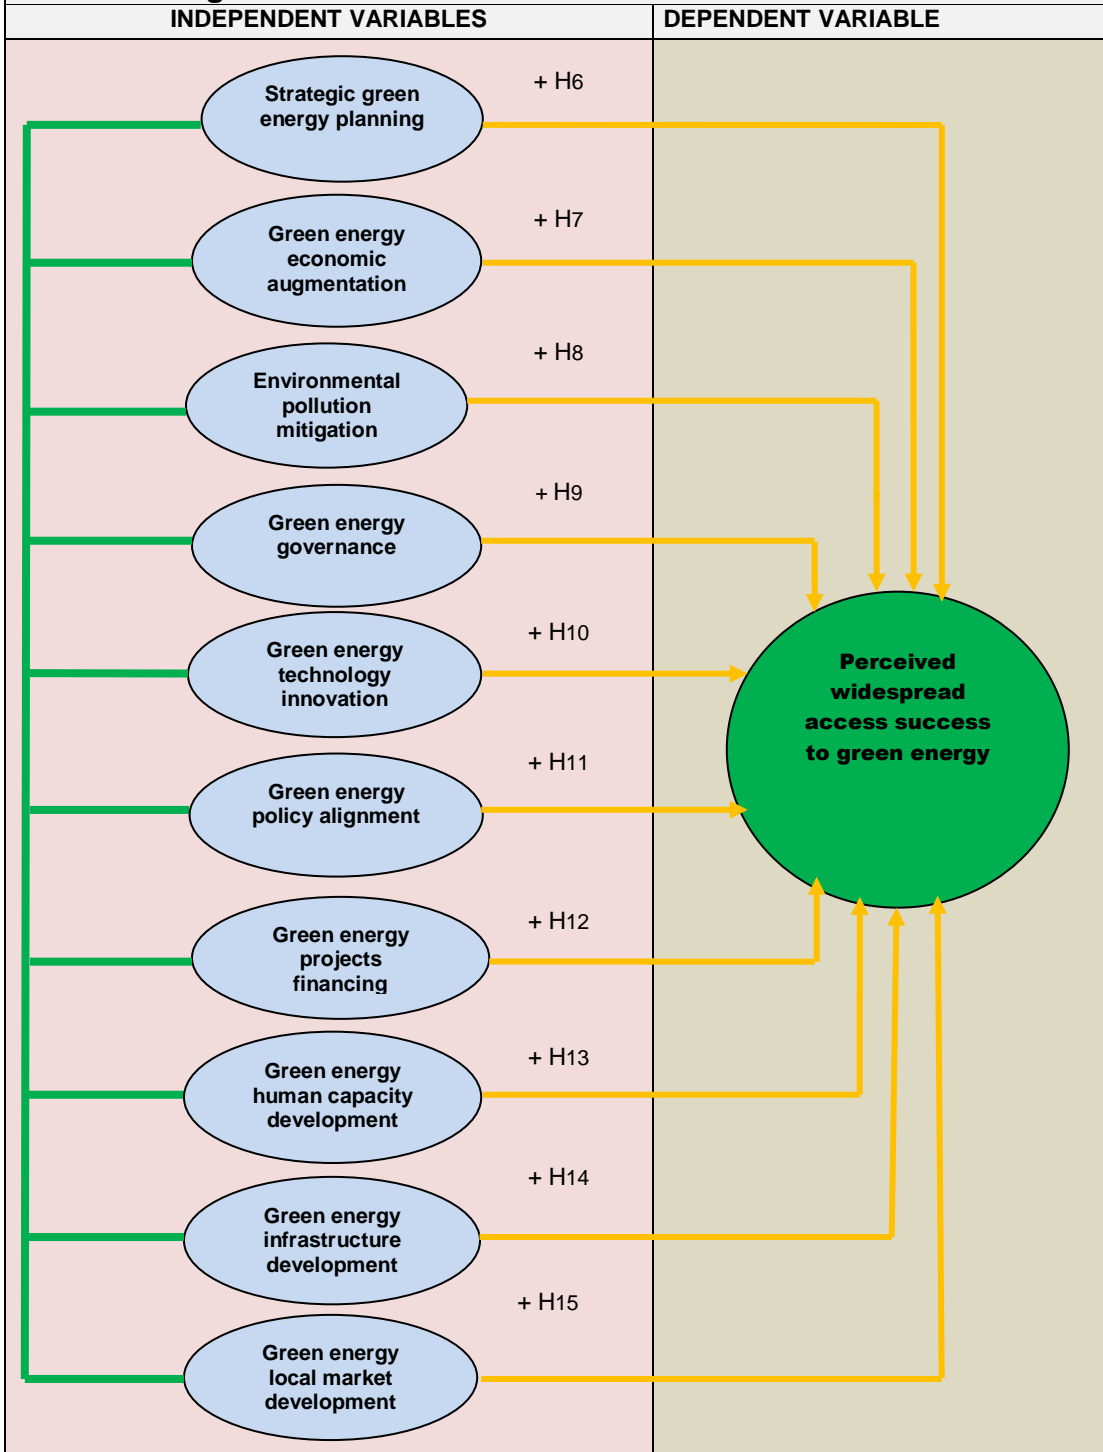 INDEPENDENT VARIABLES
DEPENDENT VARIABLE
+ H6
Strategic green
energy planning
+ H7
Green energy
economic
augmentation
+ H8
Environmental
pollution
mitigation
+ H9
Green energy
governance
+ H10
Green energy
technology
innovation
Perceived
widespread
access success
to green energy
+ H11
Green energy
policy alignment
+ H12
Green energy
projects
financing
+ H13
Green energy
human capacity
development
+ H14
Green energy
infrastructure
development
+ H15
Green energy
local market
development